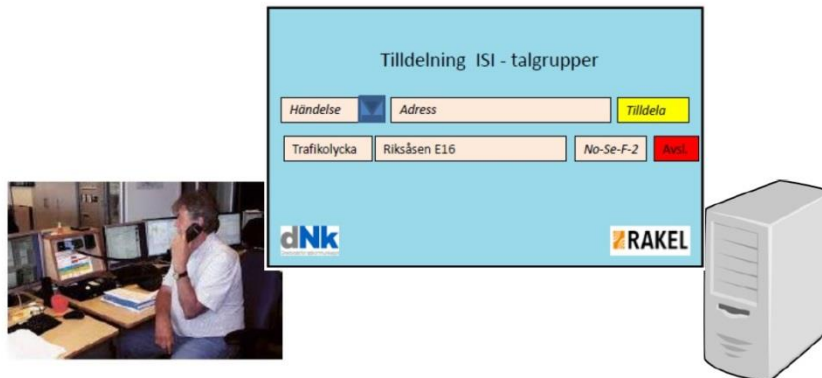 Tilldelning ISI - talgrupper
Händelse Adress Tilldela
Trafikolycka Riksåsen E16 No-Se-F-2 Avsl.
dNk RAKEL